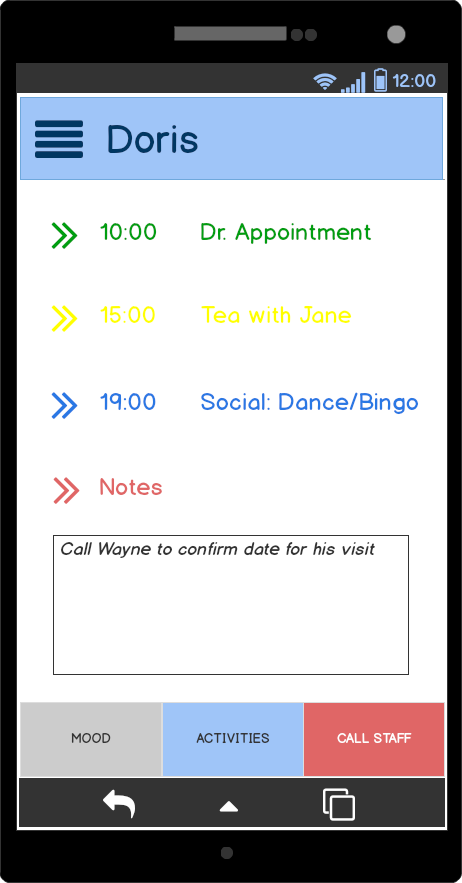 12:00
Doris
10:00 Dr. Appointment
15:00 Tea with Jane
19:00 Social: Dance/Bingo
Notes
Call Wayne to confirm date for his visit
MOOD ACTIVITIES CALL STAFF